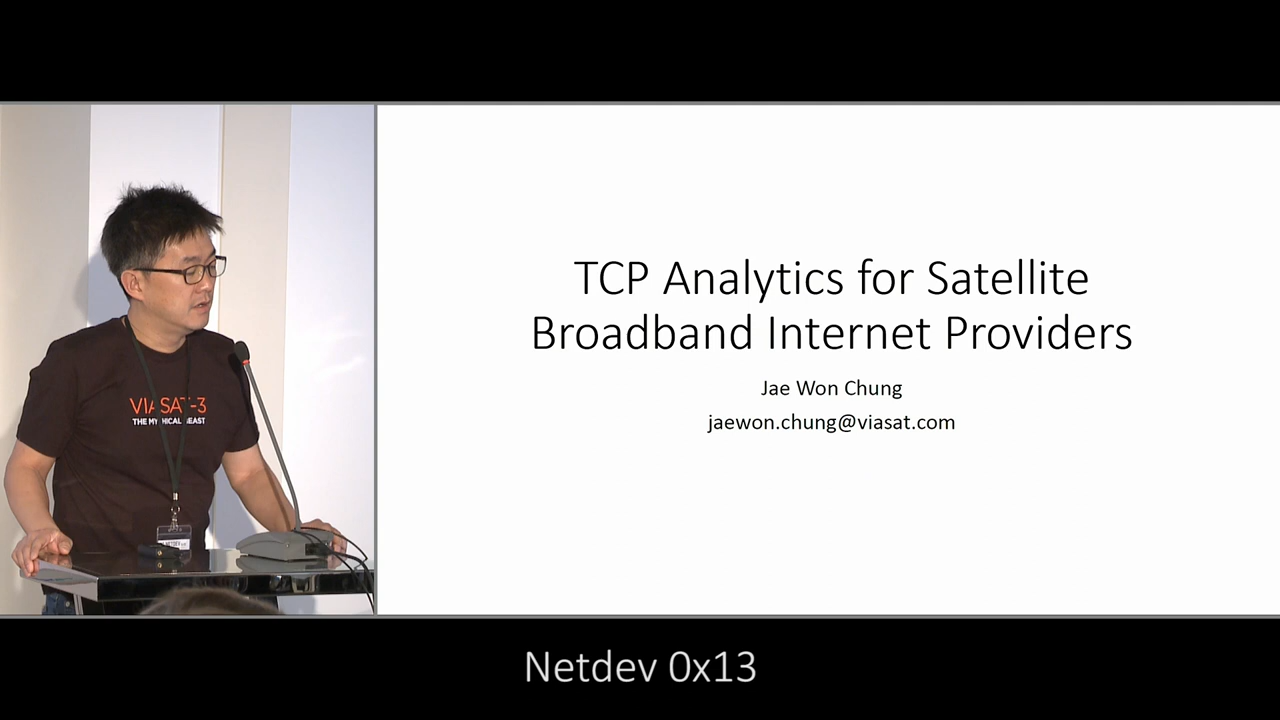 TCP Analytics for Satellite
Broadband Internet Providers
Jae Won Chung
jaewon.chung@viasat.com
VIASAT-3
THE MYTHICAL BEAST
Netdev 0x13